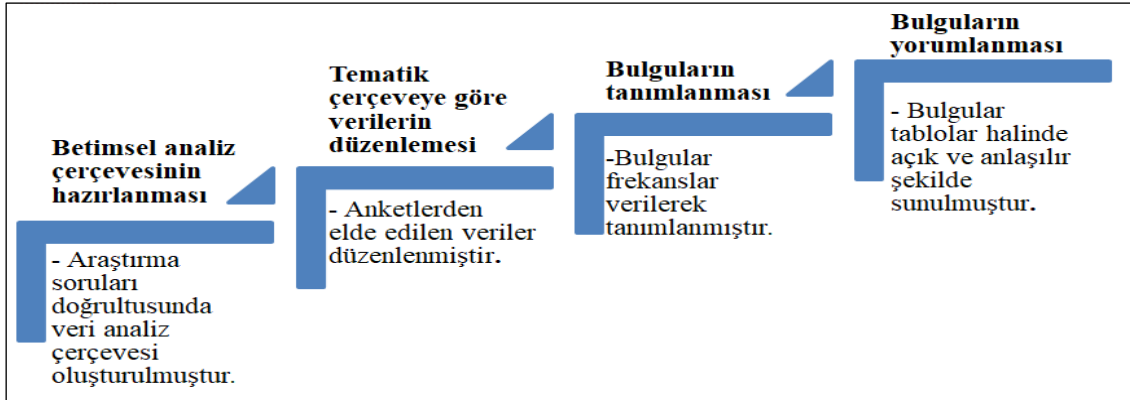 Betimsel analiz
çerçevesinin
hazırlanması
- Araştırma
soruları
doğrultusunda
veri analiz
çerçevesi
oluşturulmuştur.
Tematik
çerçeveye göre
verilerin
düzenlemesi
- Anketlerden
elde edilen veriler
düzenlenmiştir.
Bulguların
tanımlanması
-Bulgular
frekanslar
verilerek
tanımlanmıştır.
Bulguların
yorumlanması
- Bulgular
tablolar halinde
açık ve anlaşılır
şekilde
sunulmuştur.